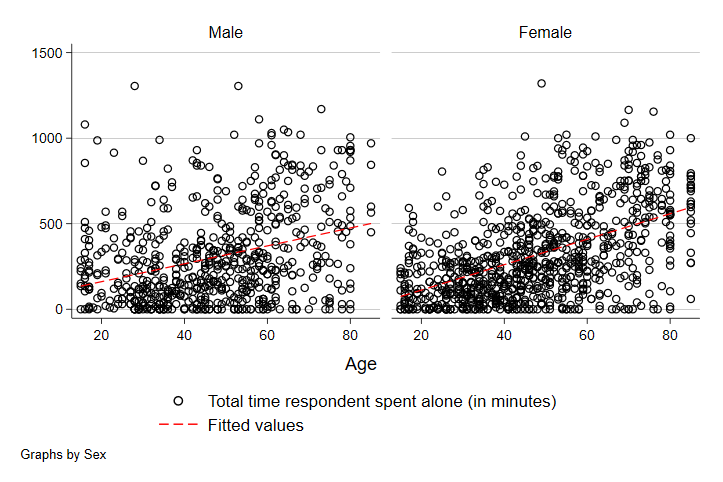 Male Female
1500
1000
500
0
20 40 60 80 20 40 60 80
Age
Total time respondent spent alone (in minutes)
Fitted values
Graphs by Sex